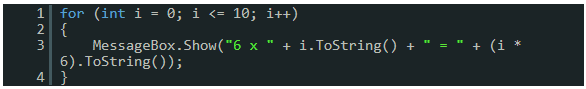 1 for (int i = 0; i <= 10; i++)
2 {
3     MessageBox.Show("6 x " + i.ToString() + " = " + (i *
6).ToString());
4 }